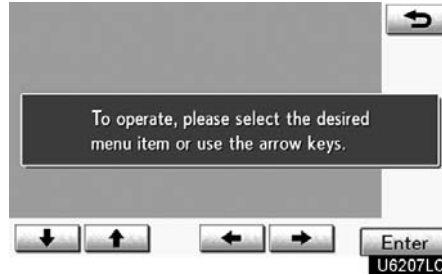 To operate, please select the desired
menu item or use the arrow keys.
Enter
U6207LC